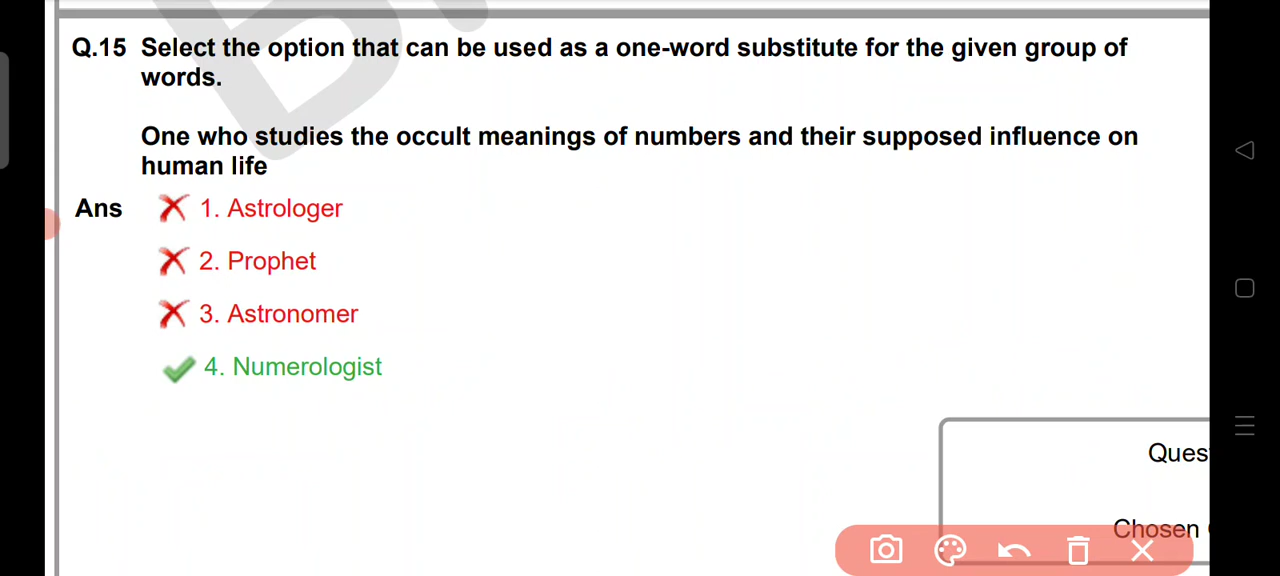 Q.15 Select the option that can be used as a one-word substitute for the given group of
words.
One who studies the occult meanings of numbers and their supposed influence on
human life
Ans 1. Astrologer
2. Prophet
3. Astronomer
4. Numerologist
Ques
Chosen